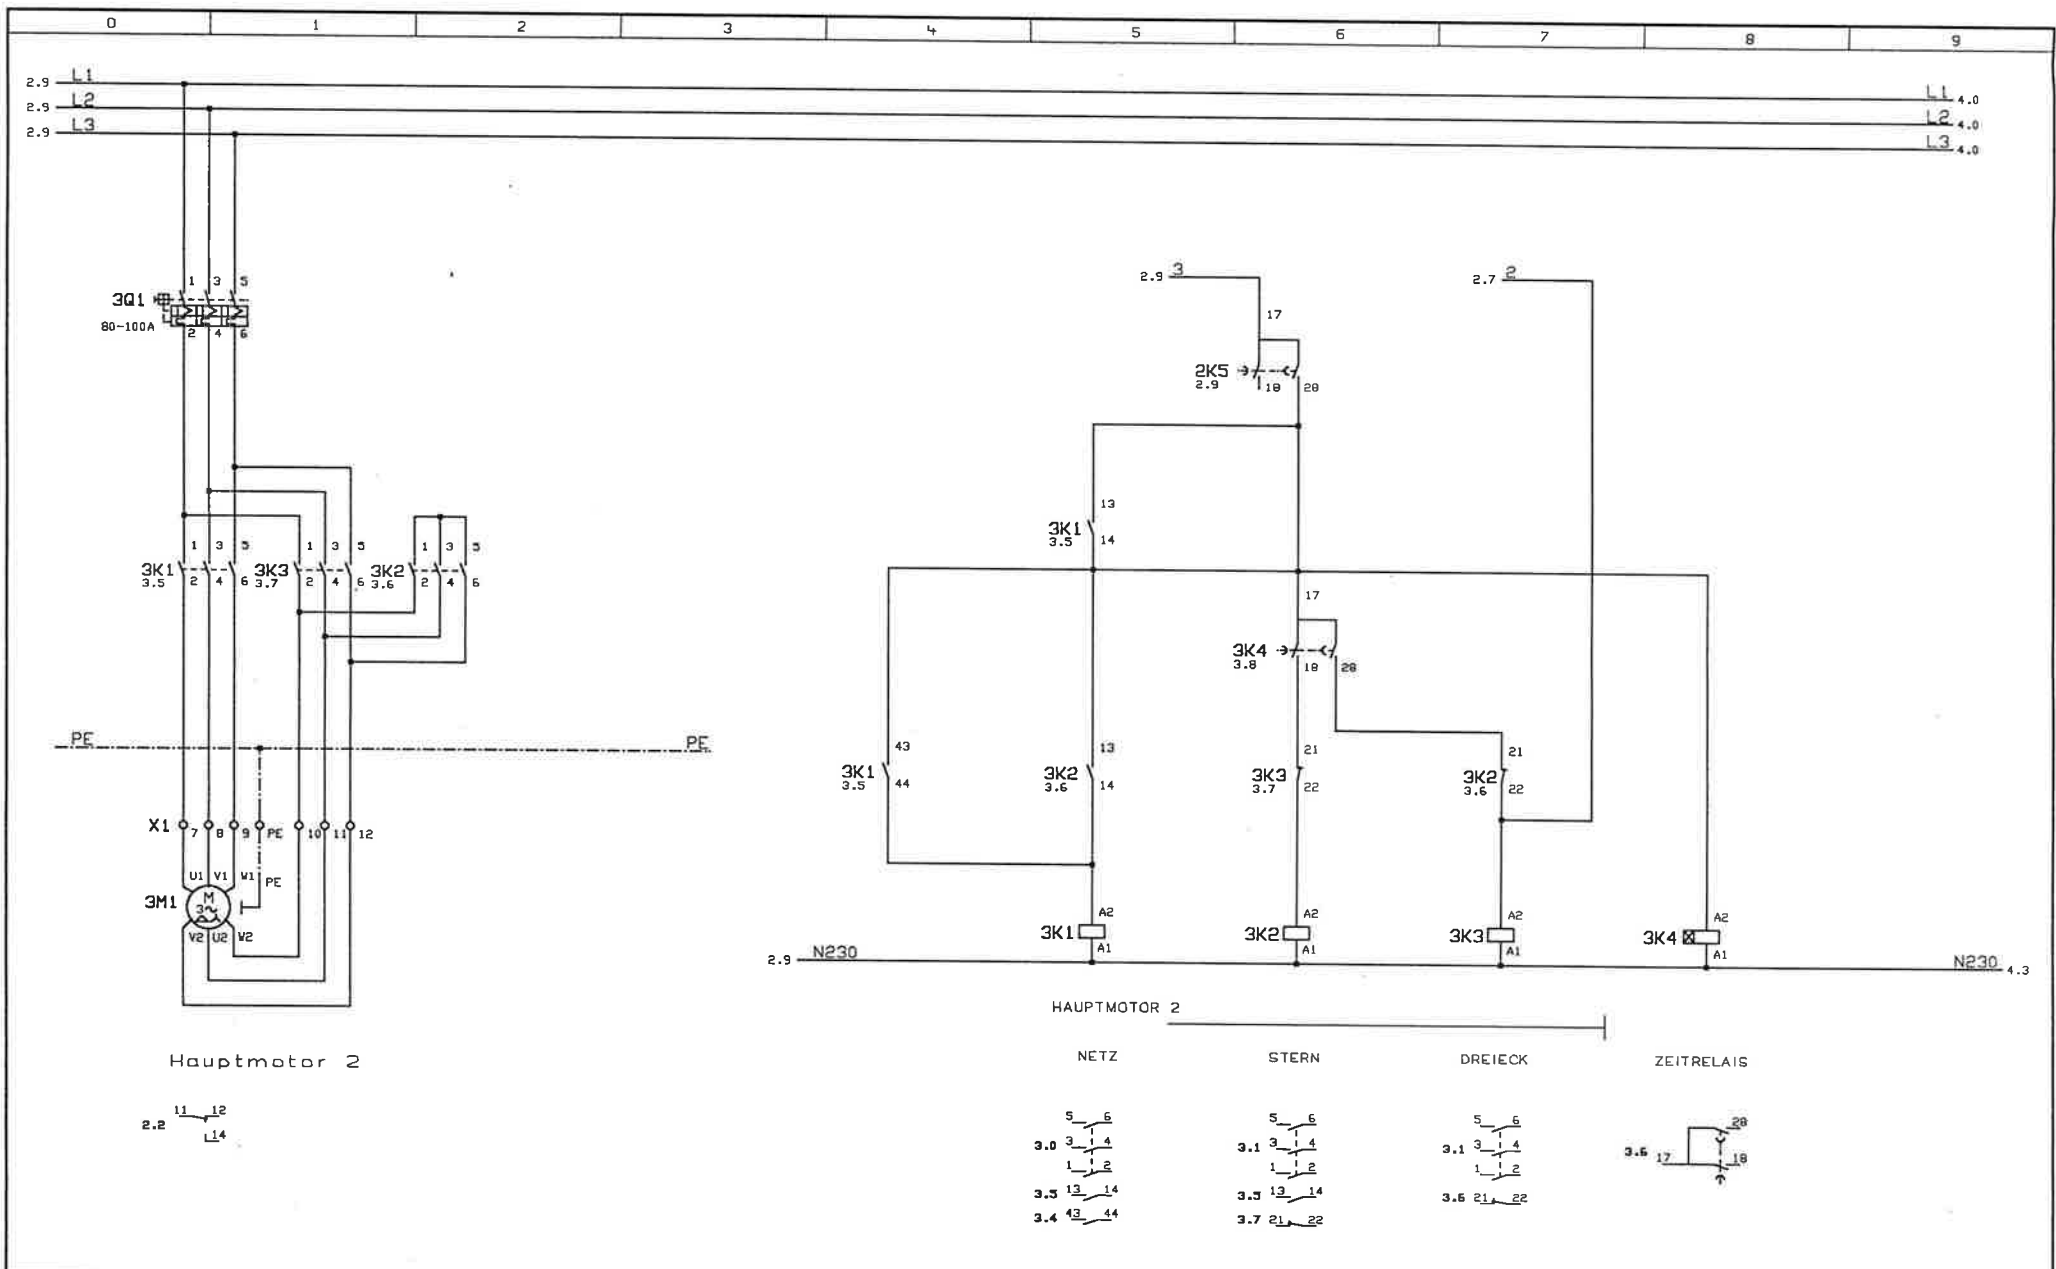 0 1 2 3 4 5 6 7 8 9
2.9 L1 L1 4.0
2.9 L2 L2 4.0
2.9 L3 L3 4.0
2.9 3
2.7 2
1 3 5
3Q1
80-100A
2 4 6
17
2K5
2.9
18 28
13
3K1
3.5
14
1 3 5 1 3 5 1 3 5
3K1 2 4 6 3K3 2 4 6 3K2 2 4 6
3.5 3.7 3.6
17
3K4
3.8
18 28
PE PE
43 13 21 21
3K1 3K2 3K3 3K2
3.5 44 3.6 14 3.7 22 3.6 22
X1 7 8 9 PE 10 11 12
U1 V1 W1 PE
3M1 M
3~
V2 U2 W2
A2 A2 A2 A2
3K1 3K2 3K3 3K4
A1 A1 A1 A1
2.9 N230 N230 4.3
HAUPTMOTOR 2
Hauptmotor 2
NETZ STERN DREIECK ZEITRELAIS
11 12
2.2
14
5 6 5 6 5 6
3.0 3 4 3.1 3 4 3.1 3 4
1 2 1 2 1 2
28
3.6 17 18
3.5 13 14 3.5 13 14 3.6 21 22
3.4 43 44 3.7 21 22